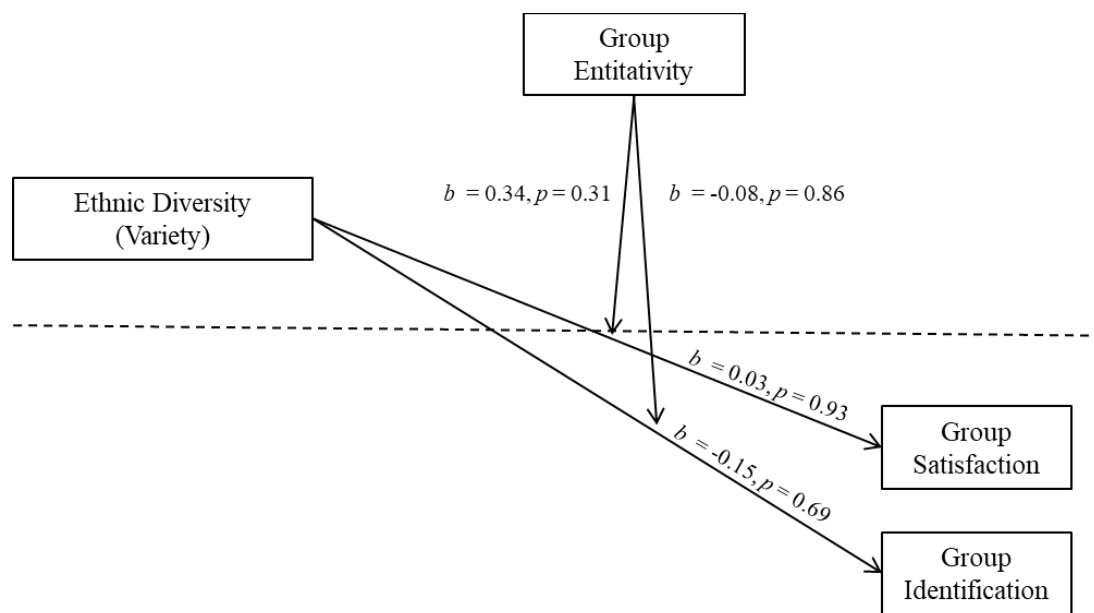 Group
Entitativity
b = 0.34, p = 0.31
b = -0.08, p = 0.86
Ethnic Diversity
(Variety)
b = 0.03, p = 0.93
b = -0.15, p = 0.69
Group
Satisfaction
Group
Identification